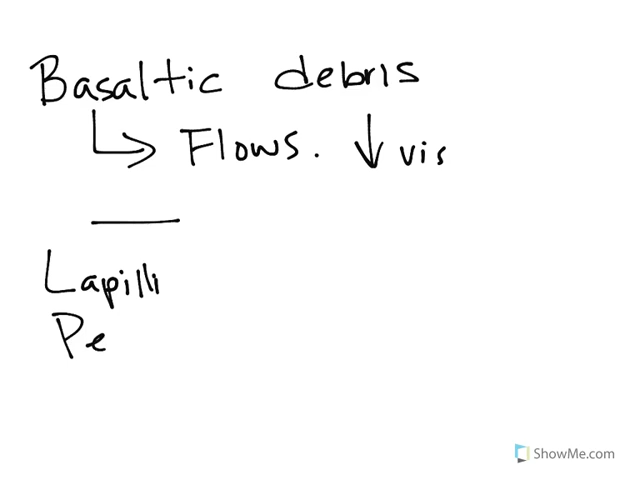 Basaltic debris
Flows. ↓ vis
Lapilli
Pe
ShowMe.com